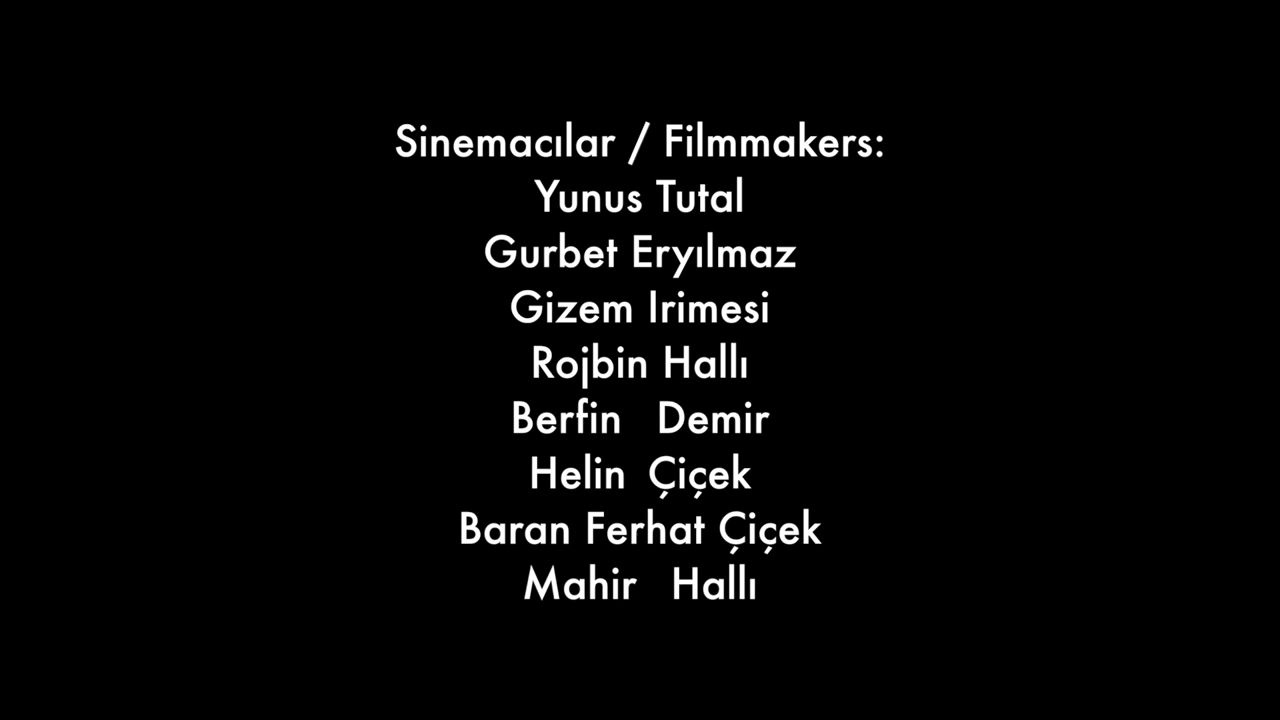 Sinemacılar / Filmmakers:
Yunus Tutal
Gurbet Eryılmaz
Gizem Irimesi
Rojbin Hallı
Berfin Demir
Helin Çiçek
Baran Ferhat Çiçek
Mahir Hallı